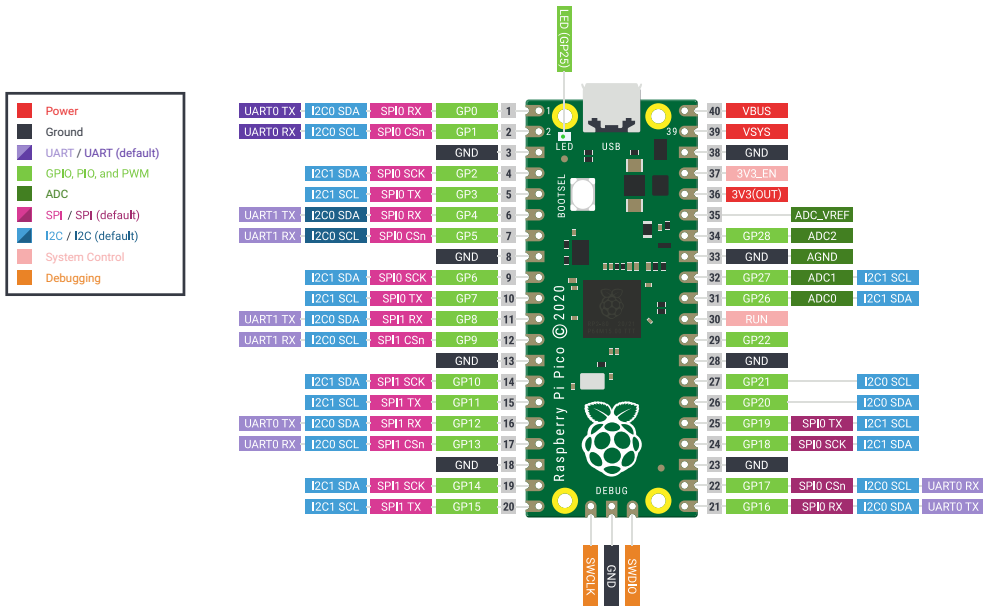 LED (GP25)
Power
Ground
UART / UART (default)
GPIO, PIO, and PWM
ADC
SPI / SPI (default)
I2C / I2C (default)
System Control
Debugging
UART0 TX I2C0 SDA SPI0 RX GP0 1 1 40 VBUS
UART0 RX I2C0 SCL SPI0 CSn GP1 2 2 39 39 VSYS
GND 3 LED USB 38 GND
I2C1 SDA SPI0 SCK GP2 4 37 3V3_EN
I2C1 SCL SPI0 TX GP3 5 BOOTSEL 36 3V3(OUT)
UART1 TX I2C0 SDA SPI0 RX GP4 6 35 ADC_VREF
UART1 RX I2C0 SCL SPI0 CSn GP5 7 34 GP28 ADC2
GND 8 33 GND AGND
I2C1 SDA SPI0 SCK GP6 9 32 GP27 ADC1 I2C1 SCL
I2C1 SCL SPI0 TX GP7 10 31 GP26 ADC0 I2C1 SDA
UART1 TX I2C0 SDA SPI1 RX GP8 11 30 RUN
UART1 RX I2C0 SCL SPI1 CSn GP9 12 29 GP22
GND 13 28 GND
I2C1 SDA SPI1 SCK GP10 14 27 GP21 I2C0 SCL
I2C1 SCL SPI1 TX GP11 15 26 GP20 I2C0 SDA
UART0 TX I2C0 SDA SPI1 RX GP12 16 25 GP19 SPI0 TX I2C1 SCL
UART0 RX I2C0 SCL SPI1 CSn GP13 17 24 GP18 SPI0 SCK I2C1 SDA
GND 18 23 GND
I2C1 SDA SPI1 SCK GP14 19 22 GP17 SPI0 CSn I2C0 SCL UART0 RX
I2C1 SCL SPI1 TX GP15 20 21 GP16 SPI0 RX I2C0 SDA UART0 TX
Raspberry Pi Pico © 2020
DEBUG
SWCLK
GND
SWDIO